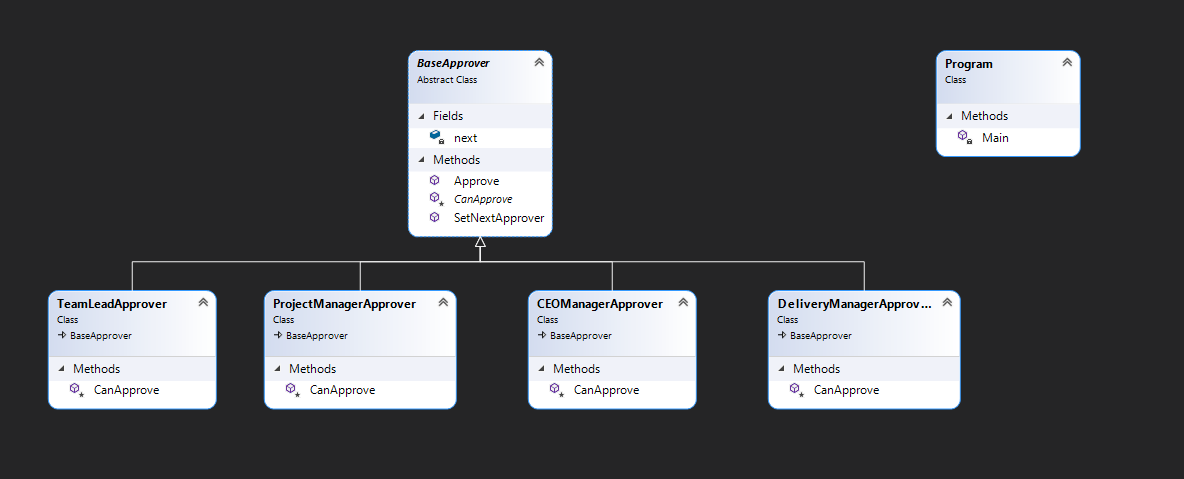 BaseApprover
Abstract Class
Fields
next
Methods
Approve
CanApprove
SetNextApprover
Program
Class
Methods
Main
TeamLeadApprover
Class
BaseApprover
Methods
CanApprove
ProjectManagerApprover
Class
BaseApprover
Methods
CanApprove
CEOManagerApprover
Class
BaseApprover
Methods
CanApprove
DeliveryManagerApprov...
Class
BaseApprover
Methods
CanApprove